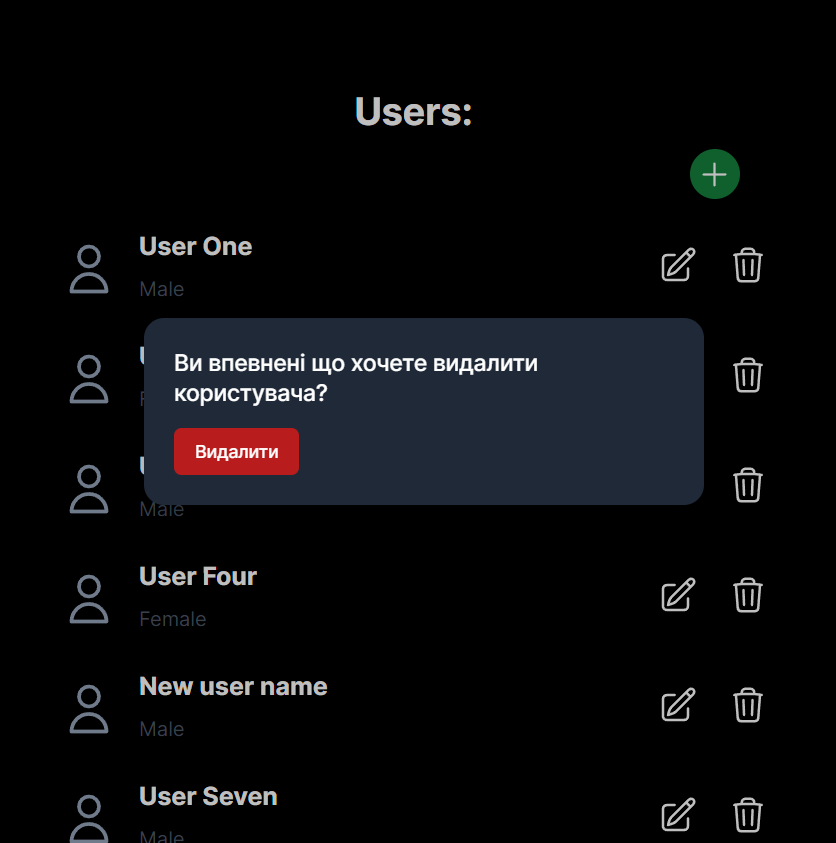 Users:
User One
Male
Ви впевнені що хочете видалити
користувача?
Видалити
Male
User Four
Female
New user name
Male
User Seven
Male